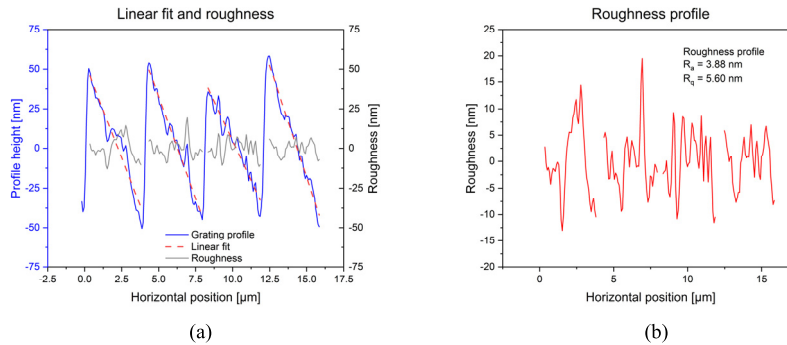 Linear fit and roughness
75
50
25
0
-25
-50
-75
Profile height [nm]
75
50
25
0
-25
-50
-75
Roughness [nm]
Grating profile
Linear fit
Roughness
0.0 2.5 5.0 7.5 10.0 12.5 15.0 17.5
Horizontal position [µm]
(a)
Roughness profile
25
20
15
10
5
0
-5
-10
-15
-20
Roughness [nm]
Roughness profile
Ra = 3.88 nm
Rq = 5.60 nm
0 5 10 15
Horizontal position [µm]
(b)